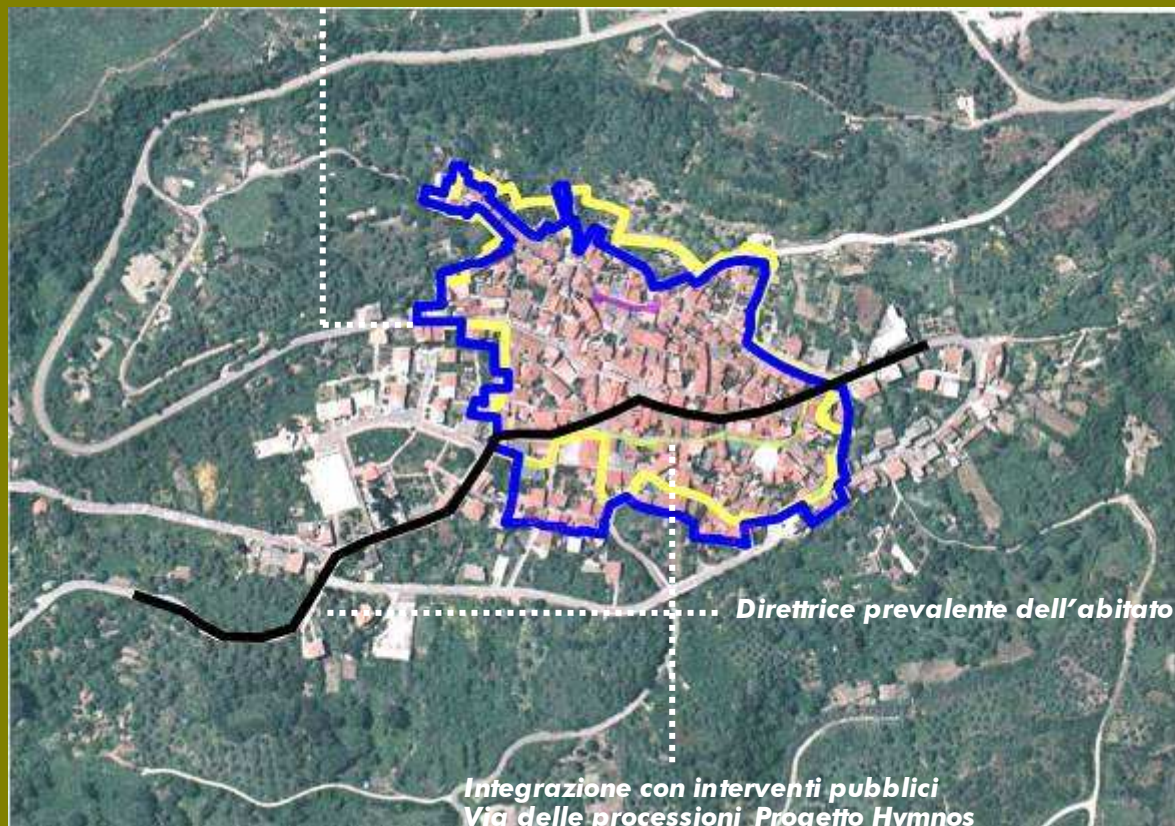 Direttrice prevalente dell'abitato
Integrazione con interventi pubblici
Via delle processioni Progetto Hymnos